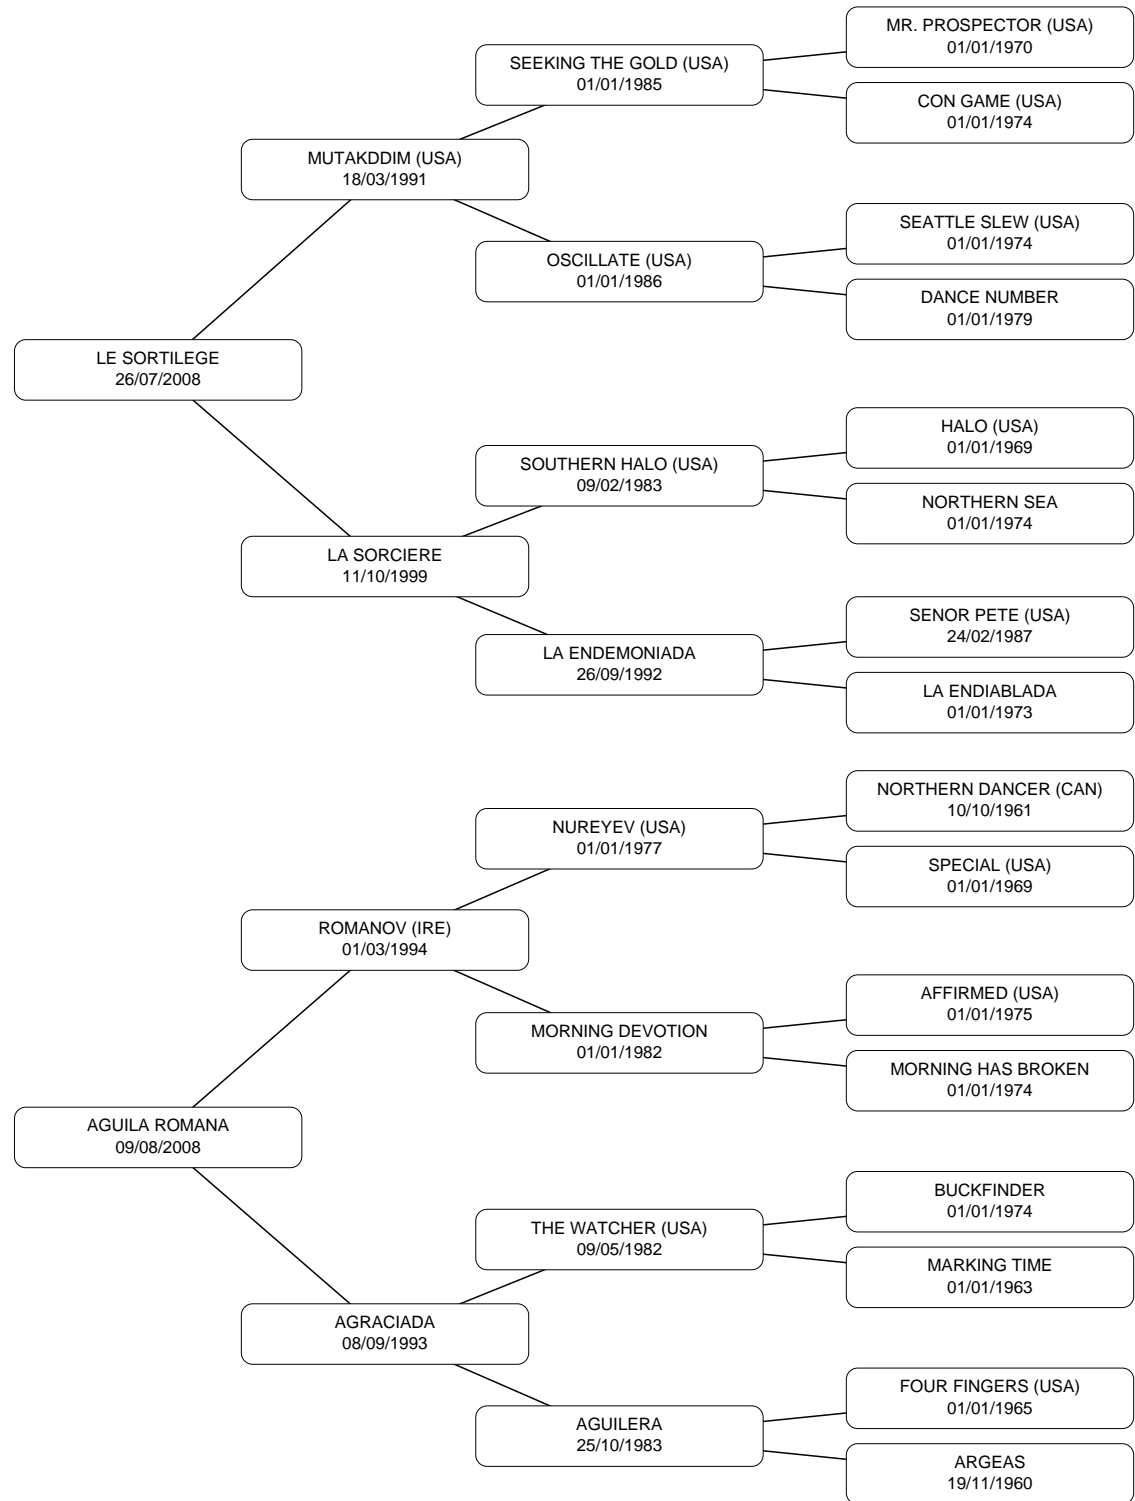 MR. PROSPECTOR (USA)
01/01/1970
SEEKING THE GOLD (USA)
01/01/1985
CON GAME (USA)
01/01/1974
MUTAKDDIM (USA)
18/03/1991
SEATTLE SLEW (USA)
01/01/1974
OSCILLATE (USA)
01/01/1986
DANCE NUMBER
01/01/1979
LE SORTILEGE
26/07/2008
HALO (USA)
01/01/1969
SOUTHERN HALO (USA)
09/02/1983
NORTHERN SEA
01/01/1974
LA SORCIERE
11/10/1999
SENOR PETE (USA)
24/02/1987
LA ENDEMONIADA
26/09/1992
LA ENDIABLADA
01/01/1973
NORTHERN DANCER (CAN)
10/10/1961
NUREYEV (USA)
01/01/1977
SPECIAL (USA)
01/01/1969
ROMANOV (IRE)
01/03/1994
AFFIRMED (USA)
01/01/1975
MORNING DEVOTION
01/01/1982
MORNING HAS BROKEN
01/01/1974
AGUILA ROMANA
09/08/2008
BUCKFINDER
01/01/1974
THE WATCHER (USA)
09/05/1982
MARKING TIME
01/01/1963
AGRACIADA
08/09/1993
FOUR FINGERS (USA)
01/01/1965
AGUILERA
25/10/1983
ARGEAS
19/11/1960